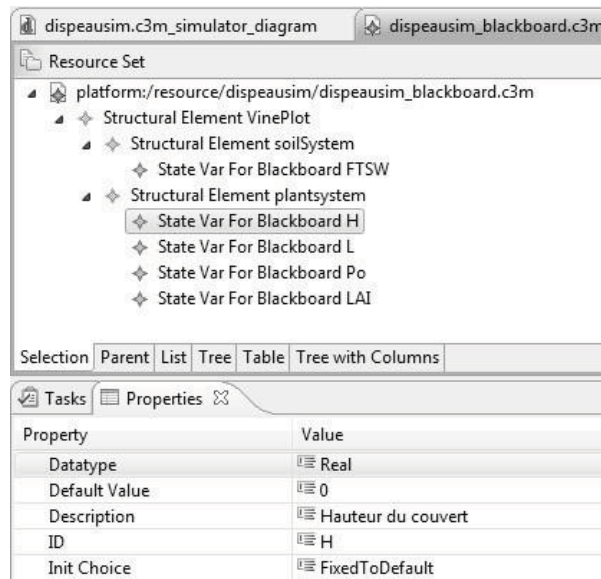 dispeausim.c3m_simulator_diagram dispeausim_blackboard.c3m
Resource Set
platform:/resource/dispeausim/dispeausim_blackboard.c3m
Structural Element VinePlot
Structural Element soilSystem
State Var For Blackboard FTSW
Structural Element plantsystem
State Var For Blackboard H
State Var For Blackboard L
State Var For Blackboard Po
State Var For Blackboard LAI
Selection Parent List Tree Table Tree with Columns
Tasks Properties
Property Value
Datatype Real
Default Value 0
Description Hauteur du couvert
ID H
Init Choice FixedToDefault